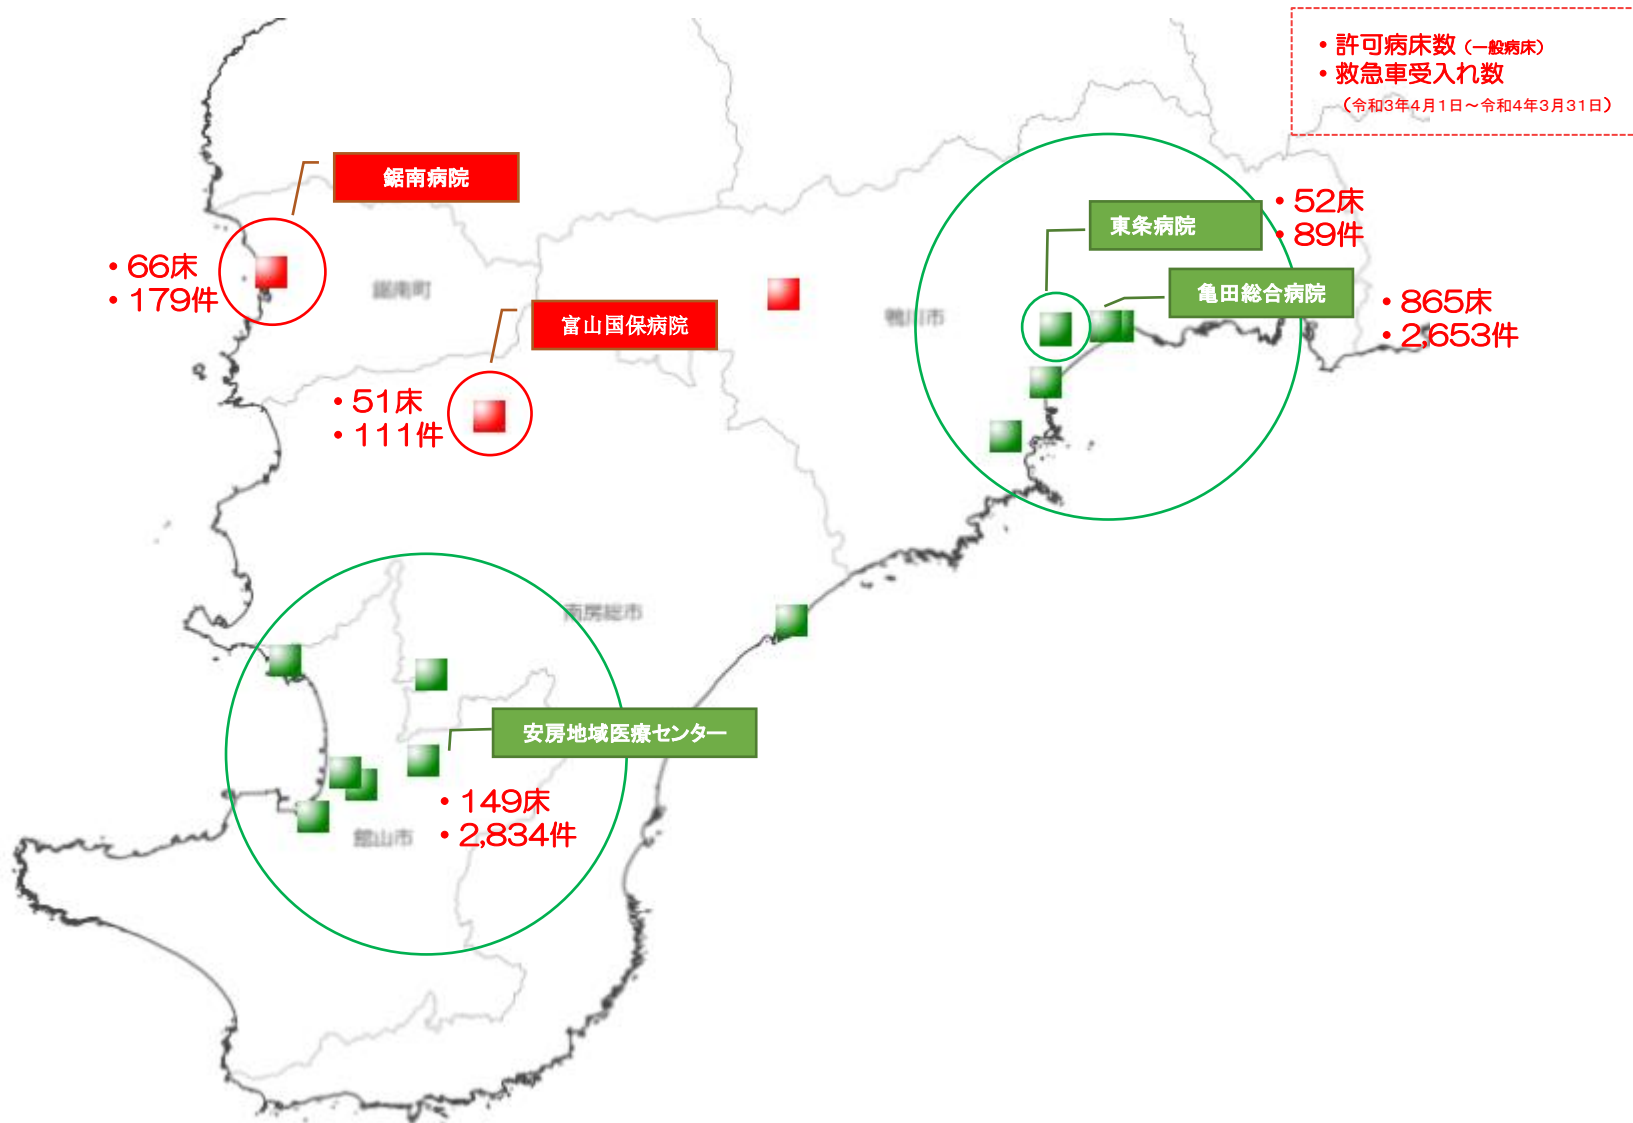 ・許可病床数（一般病床）
・救急車受入れ数
（令和3年4月1日～令和4年3月31日）
鋸南病院
・66床
・179件
鋸南町
富山国保病院
・51床
・111件
鴨川市
東条病院
・52床
・89件
亀田総合病院
・865床
・2,653件
南房総市
安房地域医療センター
・149床
・2,834件
館山市